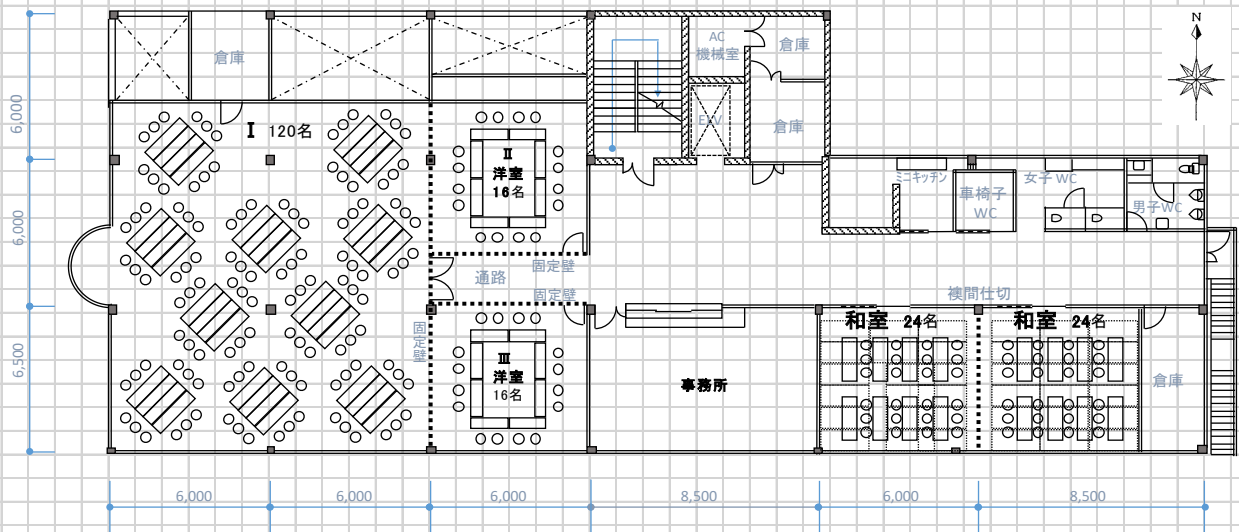 N
倉庫
AC
機械室
倉庫
ELV
倉庫
6,000
6,000
6,500
Ⅰ 120名
Ⅱ
洋室
16名
通路
固定壁
固定壁
固定壁
Ⅲ
洋室
16名
ミニキッチン
車椅子
WC
女子 WC
男子WC
襖間仕切
和室 24名
和室 24名
事務所
倉庫
6,000
6,000
6,000
8,500
6,000
8,500